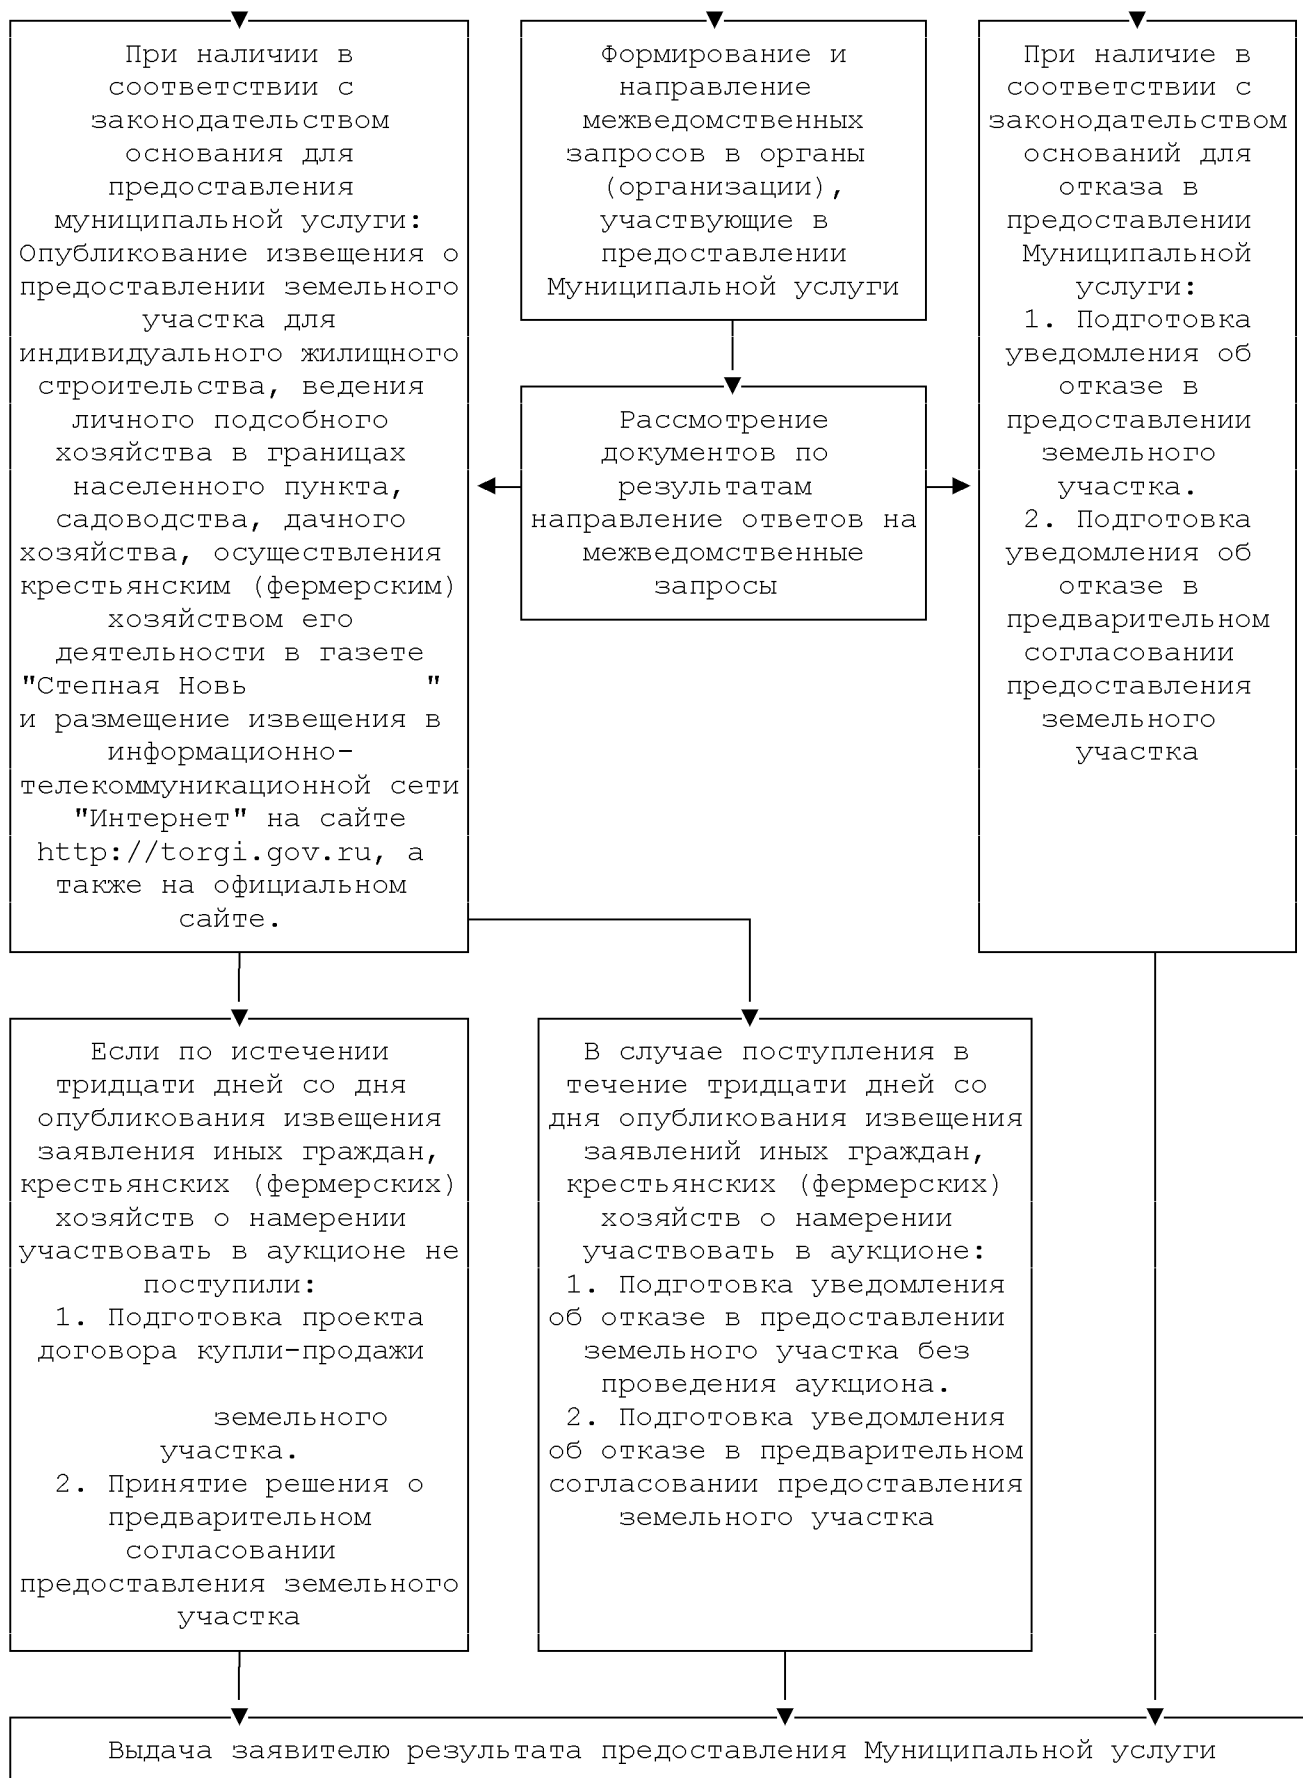 При наличии в
соответствии с
законодательством
основания для
предоставления
муниципальной услуги:
Опубликование извещения о
предоставлении земельного
участка для
индивидуального жилищного
строительства, ведения
личного подсобного
хозяйства в границах
населенного пункта,
садоводства, дачного
хозяйства, осуществления
крестьянским (фермерским)
хозяйством его
деятельности в газете
"Степная Новь "
и размещение извещения в
информационно-
телекоммуникационной сети
"Интернет" на сайте
http://torgi.gov.ru, а
также на официальном
сайте.
Формирование и
направление
межведомственных
запросов в органы
(организации),
участвующие в
предоставлении
Муниципальной услуги
Рассмотрение
документов по
результатам
направление ответов на
межведомственные
запросы
При наличие в
соответствии с
законодательством
оснований для
отказа в
предоставлении
Муниципальной
услуги:
1. Подготовка
уведомления об
отказе в
предоставлении
земельного
участка.
2. Подготовка
уведомления об
отказе в
предварительном
согласовании
предоставления
земельного
участка
Если по истечении
тридцати дней со дня
опубликования извещения
заявления иных граждан,
крестьянских (фермерских)
хозяйств о намерении
участвовать в аукционе не
поступили:
1. Подготовка проекта
договора купли-продажи
земельного
участка.
2. Принятие решения о
предварительном
согласовании
предоставления земельного
участка
В случае поступления в
течение тридцати дней со
дня опубликования извещения
заявлений иных граждан,
крестьянских (фермерских)
хозяйств о намерении
участвовать в аукционе:
1. Подготовка уведомления
об отказе в предоставлении
земельного участка без
проведения аукциона.
2. Подготовка уведомления
об отказе в предварительном
согласовании предоставления
земельного участка
Выдача заявителю результата предоставления Муниципальной услуги